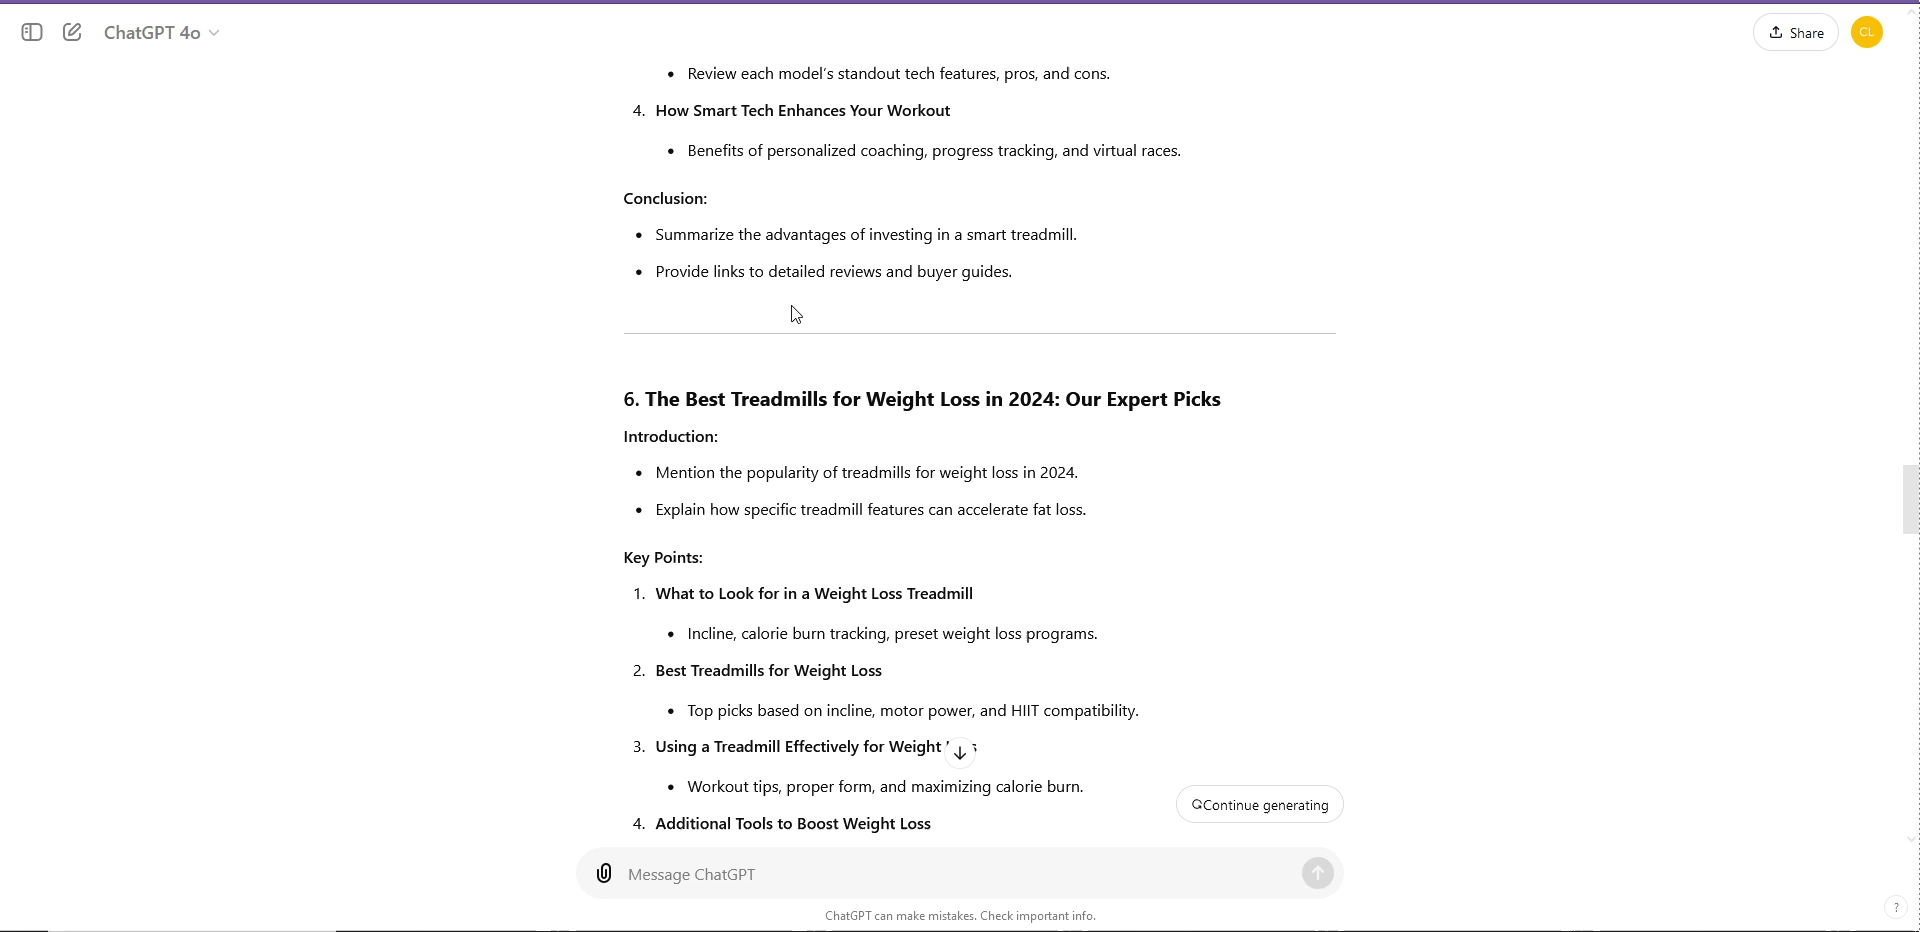 ChatGPT 4o
Share
CL
• Review each model's standout tech features, pros, and cons.
4. How Smart Tech Enhances Your Workout
• Benefits of personalized coaching, progress tracking, and virtual races.
Conclusion:
• Summarize the advantages of investing in a smart treadmill.
• Provide links to detailed reviews and buyer guides.
6. The Best Treadmills for Weight Loss in 2024: Our Expert Picks
Introduction:
• Mention the popularity of treadmills for weight loss in 2024.
• Explain how specific treadmill features can accelerate fat loss.
Key Points:
1. What to Look for in a Weight Loss Treadmill
• Incline, calorie burn tracking, preset weight loss programs.
2. Best Treadmills for Weight Loss
• Top picks based on incline, motor power, and HIIT compatibility.
3. Using a Treadmill Effectively for Weight
• Workout tips, proper form, and maximizing calorie burn.
Continue generating
4. Additional Tools to Boost Weight Loss
Message ChatGPT
ChatGPT can make mistakes. Check important info.
?